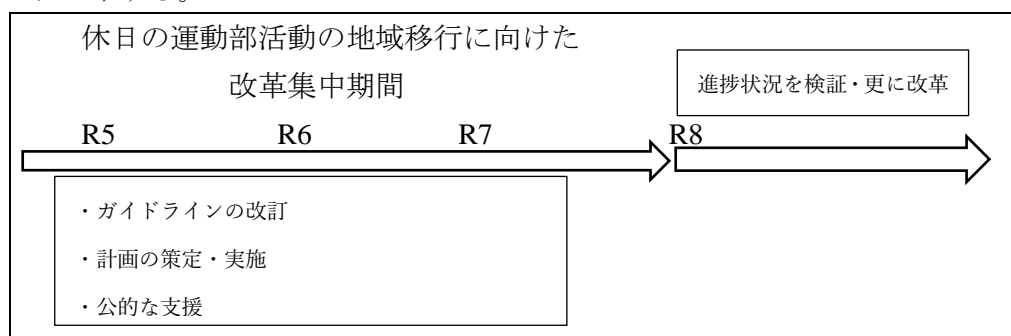 休日の運動部活動の地域移行に向けた
改革集中期間
進捗状況を検証・更に改革
R5 R6 R7 R8
・ガイドラインの改訂
・計画の策定・実施
・公的な支援